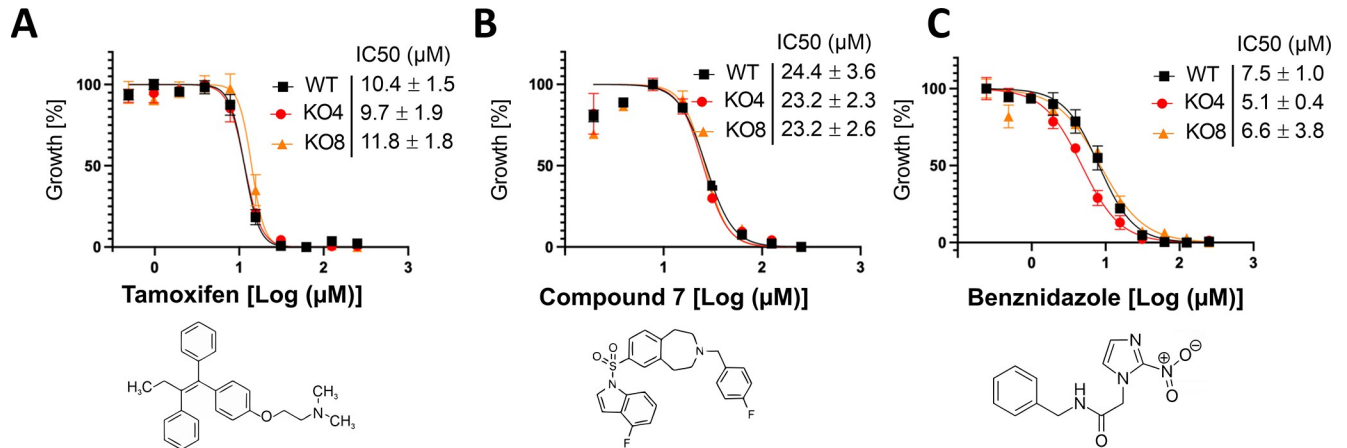 A
IC50 (µM)
WT 10.4 ± 1.5
KO4 9.7 ± 1.9
KO8 11.8 ± 1.8
Growth [%]
100
50
0
0 1 2 3
Tamoxifen [Log (µM)]
H₃C
O
N
CH₃
CH₃
B
IC50 (µM)
WT 24.4 ± 3.6
KO4 23.2 ± 2.3
KO8 23.2 ± 2.6
Growth [%]
100
50
0
1 2 3
Compound 7 [Log (µM)]
O
O
S
N
N
F
F
C
IC50 (µM)
WT 7.5 ± 1.0
KO4 5.1 ± 0.4
KO8 6.6 ± 3.8
Growth [%]
100
50
0
0 1 2 3
Benznidazole [Log (µM)]
N
N
N⁺
O⁻
O
H
N
O